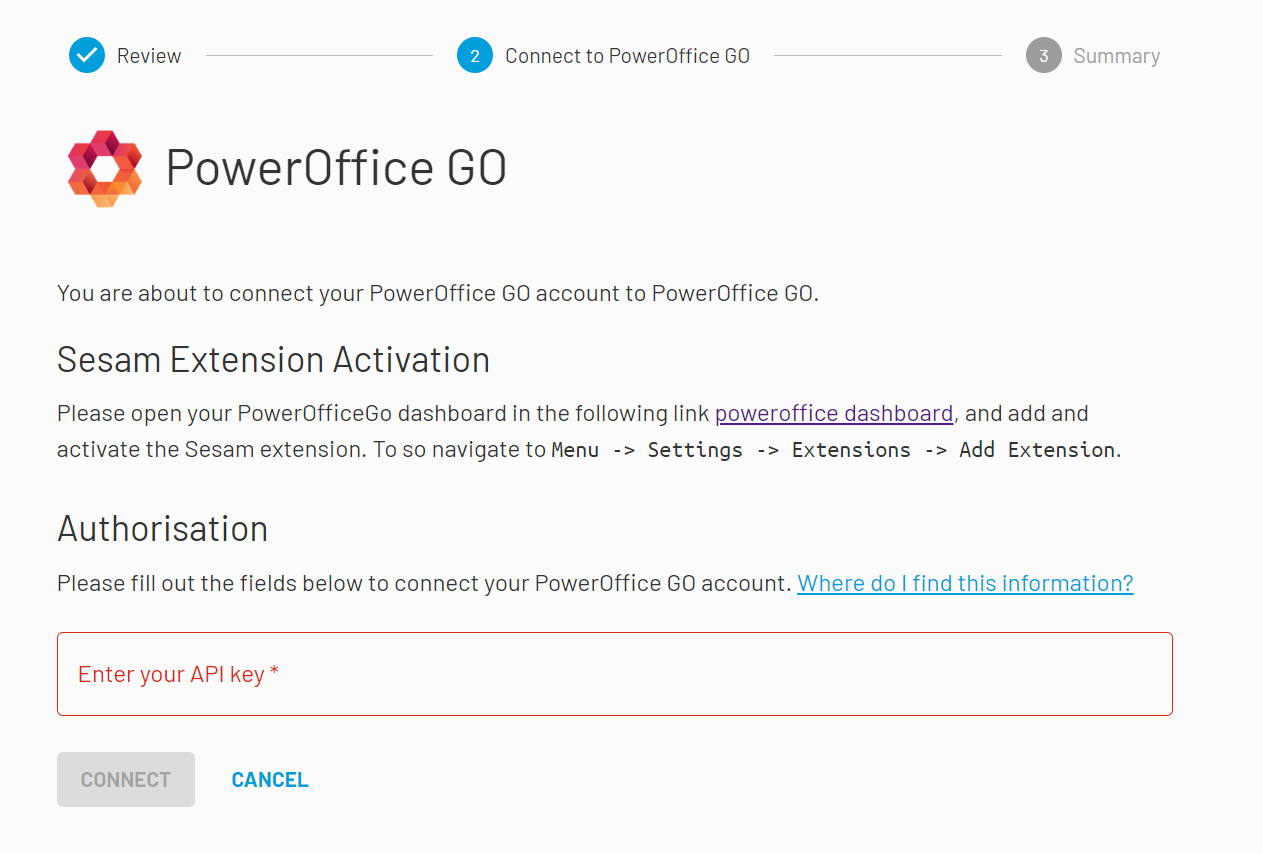 Review
2 Connect to PowerOffice GO
3 Summary
PowerOffice GO
You are about to connect your PowerOffice GO account to PowerOffice GO.
Sesam Extension Activation
Please open your PowerOfficeGo dashboard in the following link poweroffice dashboard, and add and
activate the Sesam extension. To so navigate to Menu -> Settings -> Extensions -> Add Extension.
Authorisation
Please fill out the fields below to connect your PowerOffice GO account. Where do I find this information?
Enter your API key *
CONNECT CANCEL